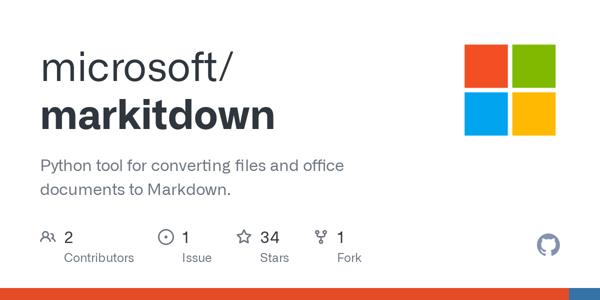 microsoft/
markitdown
Python tool for converting files and office
documents to Markdown.
2
Contributors
1
Issue
34
Stars
1
Fork